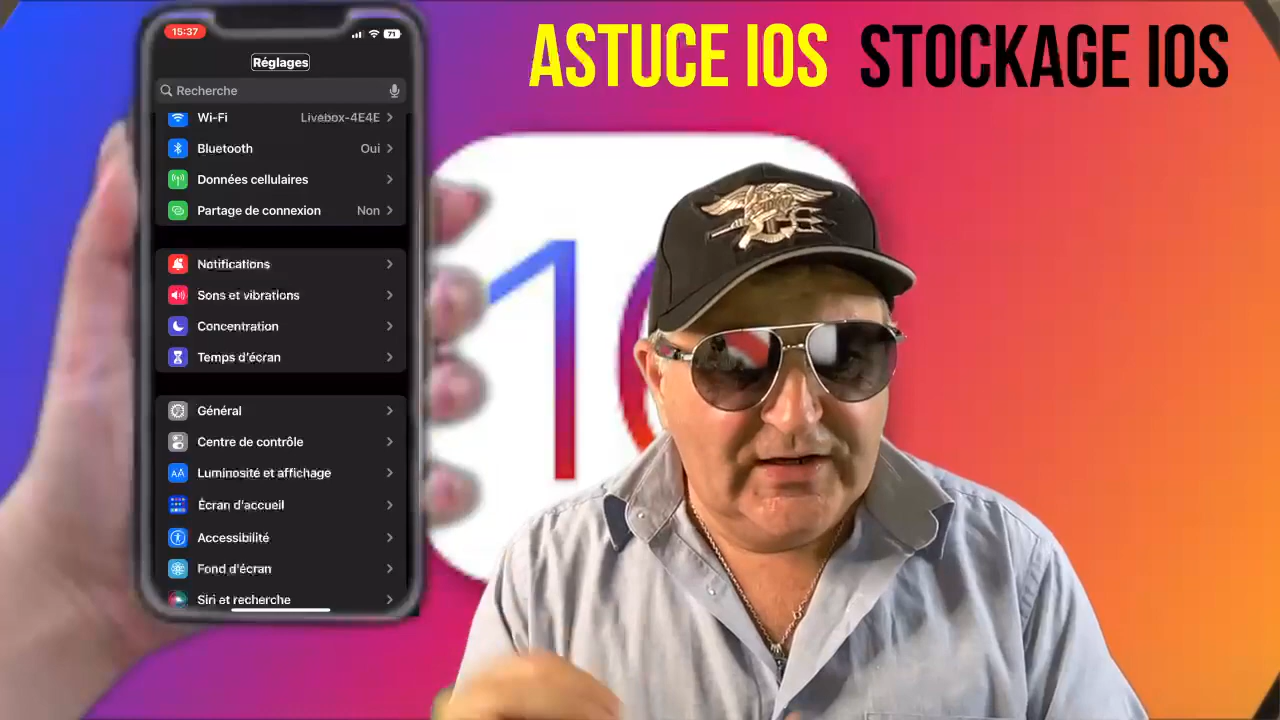 ASTUCE IOS STOCKAGE IOS
15:37 71
Réglages
Recherche
Wi-Fi Livebox-4E4E
Bluetooth Oui
Données cellulaires
Partage de connexion Non
Notifications
Sons et vibrations
Concentration
Temps d'écran
Général
Centre de contrôle
AA Luminosité et affichage
Écran d'accueil
Accessibilité
Fond d'écran
Siri et recherche